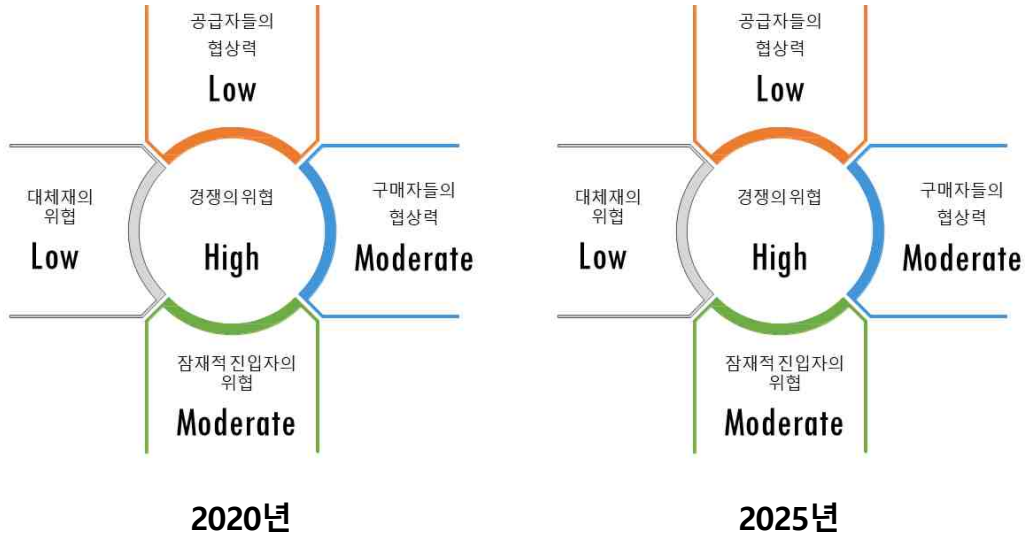 공급자들의
협상력
Low
대체재의
위협
Low
경쟁의 위협
High
구매자들의
협상력
Moderate
잠재적 진입자의
위협
Moderate
2020년
공급자들의
협상력
Low
대체재의
위협
Low
경쟁의 위협
High
구매자들의
협상력
Moderate
잠재적 진입자의
위협
Moderate
2025년